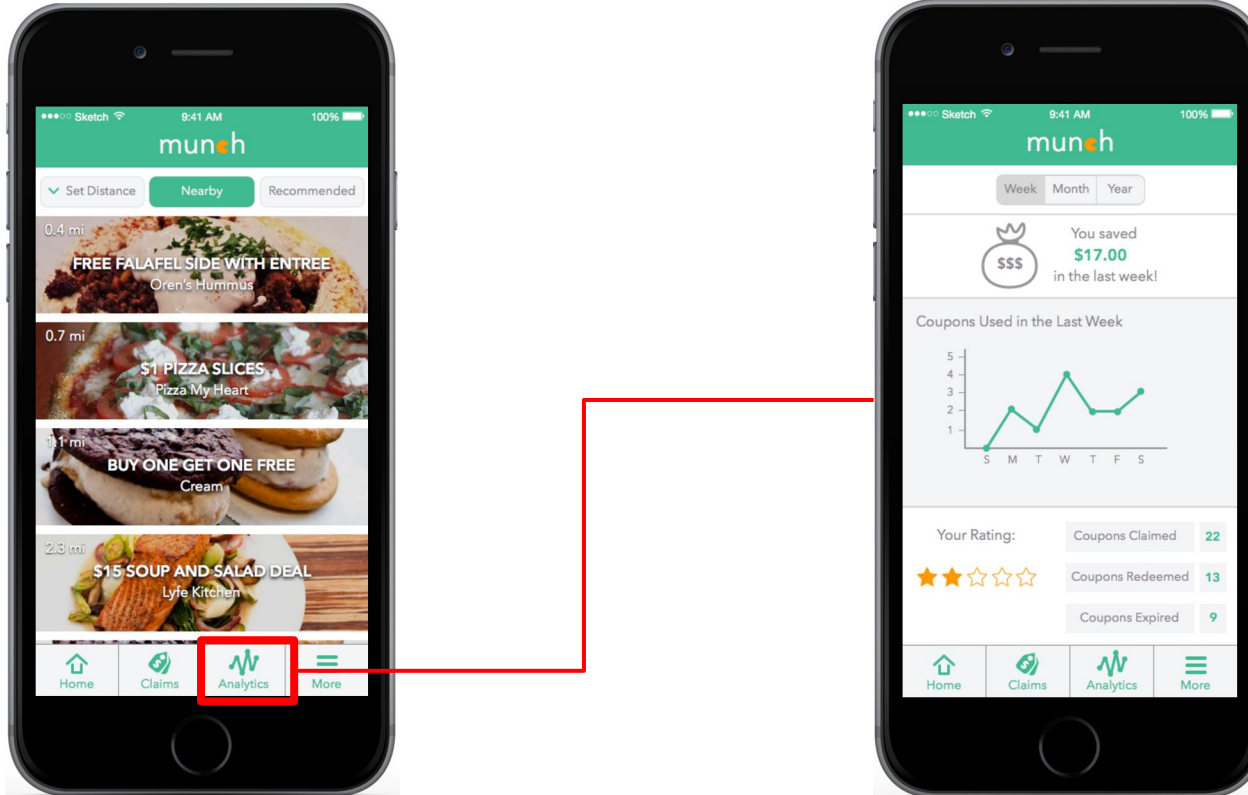 Sketch 9:41 AM 100%
munch
Set Distance Nearby Recommended
0.4 mi
FREE FALAFEL SIDE WITH ENTREE
Oren's Hummus
0.7 mi
$1 PIZZA SLICES
Pizza My Heart
1.1 mi
BUY ONE GET ONE FREE
Cream
2.3 mi
$15 SOUP AND SALAD DEAL
Lyfe Kitchen
Home Claims Analytics More
Sketch 9:41 AM 100%
munch
Week Month Year
$$$
You saved
$17.00
in the last week!
Coupons Used in the Last Week
5
4
3
2
1
S M T W T F S
Your Rating:
Coupons Claimed 22
Coupons Redeemed 13
Coupons Expired 9
Home Claims Analytics More